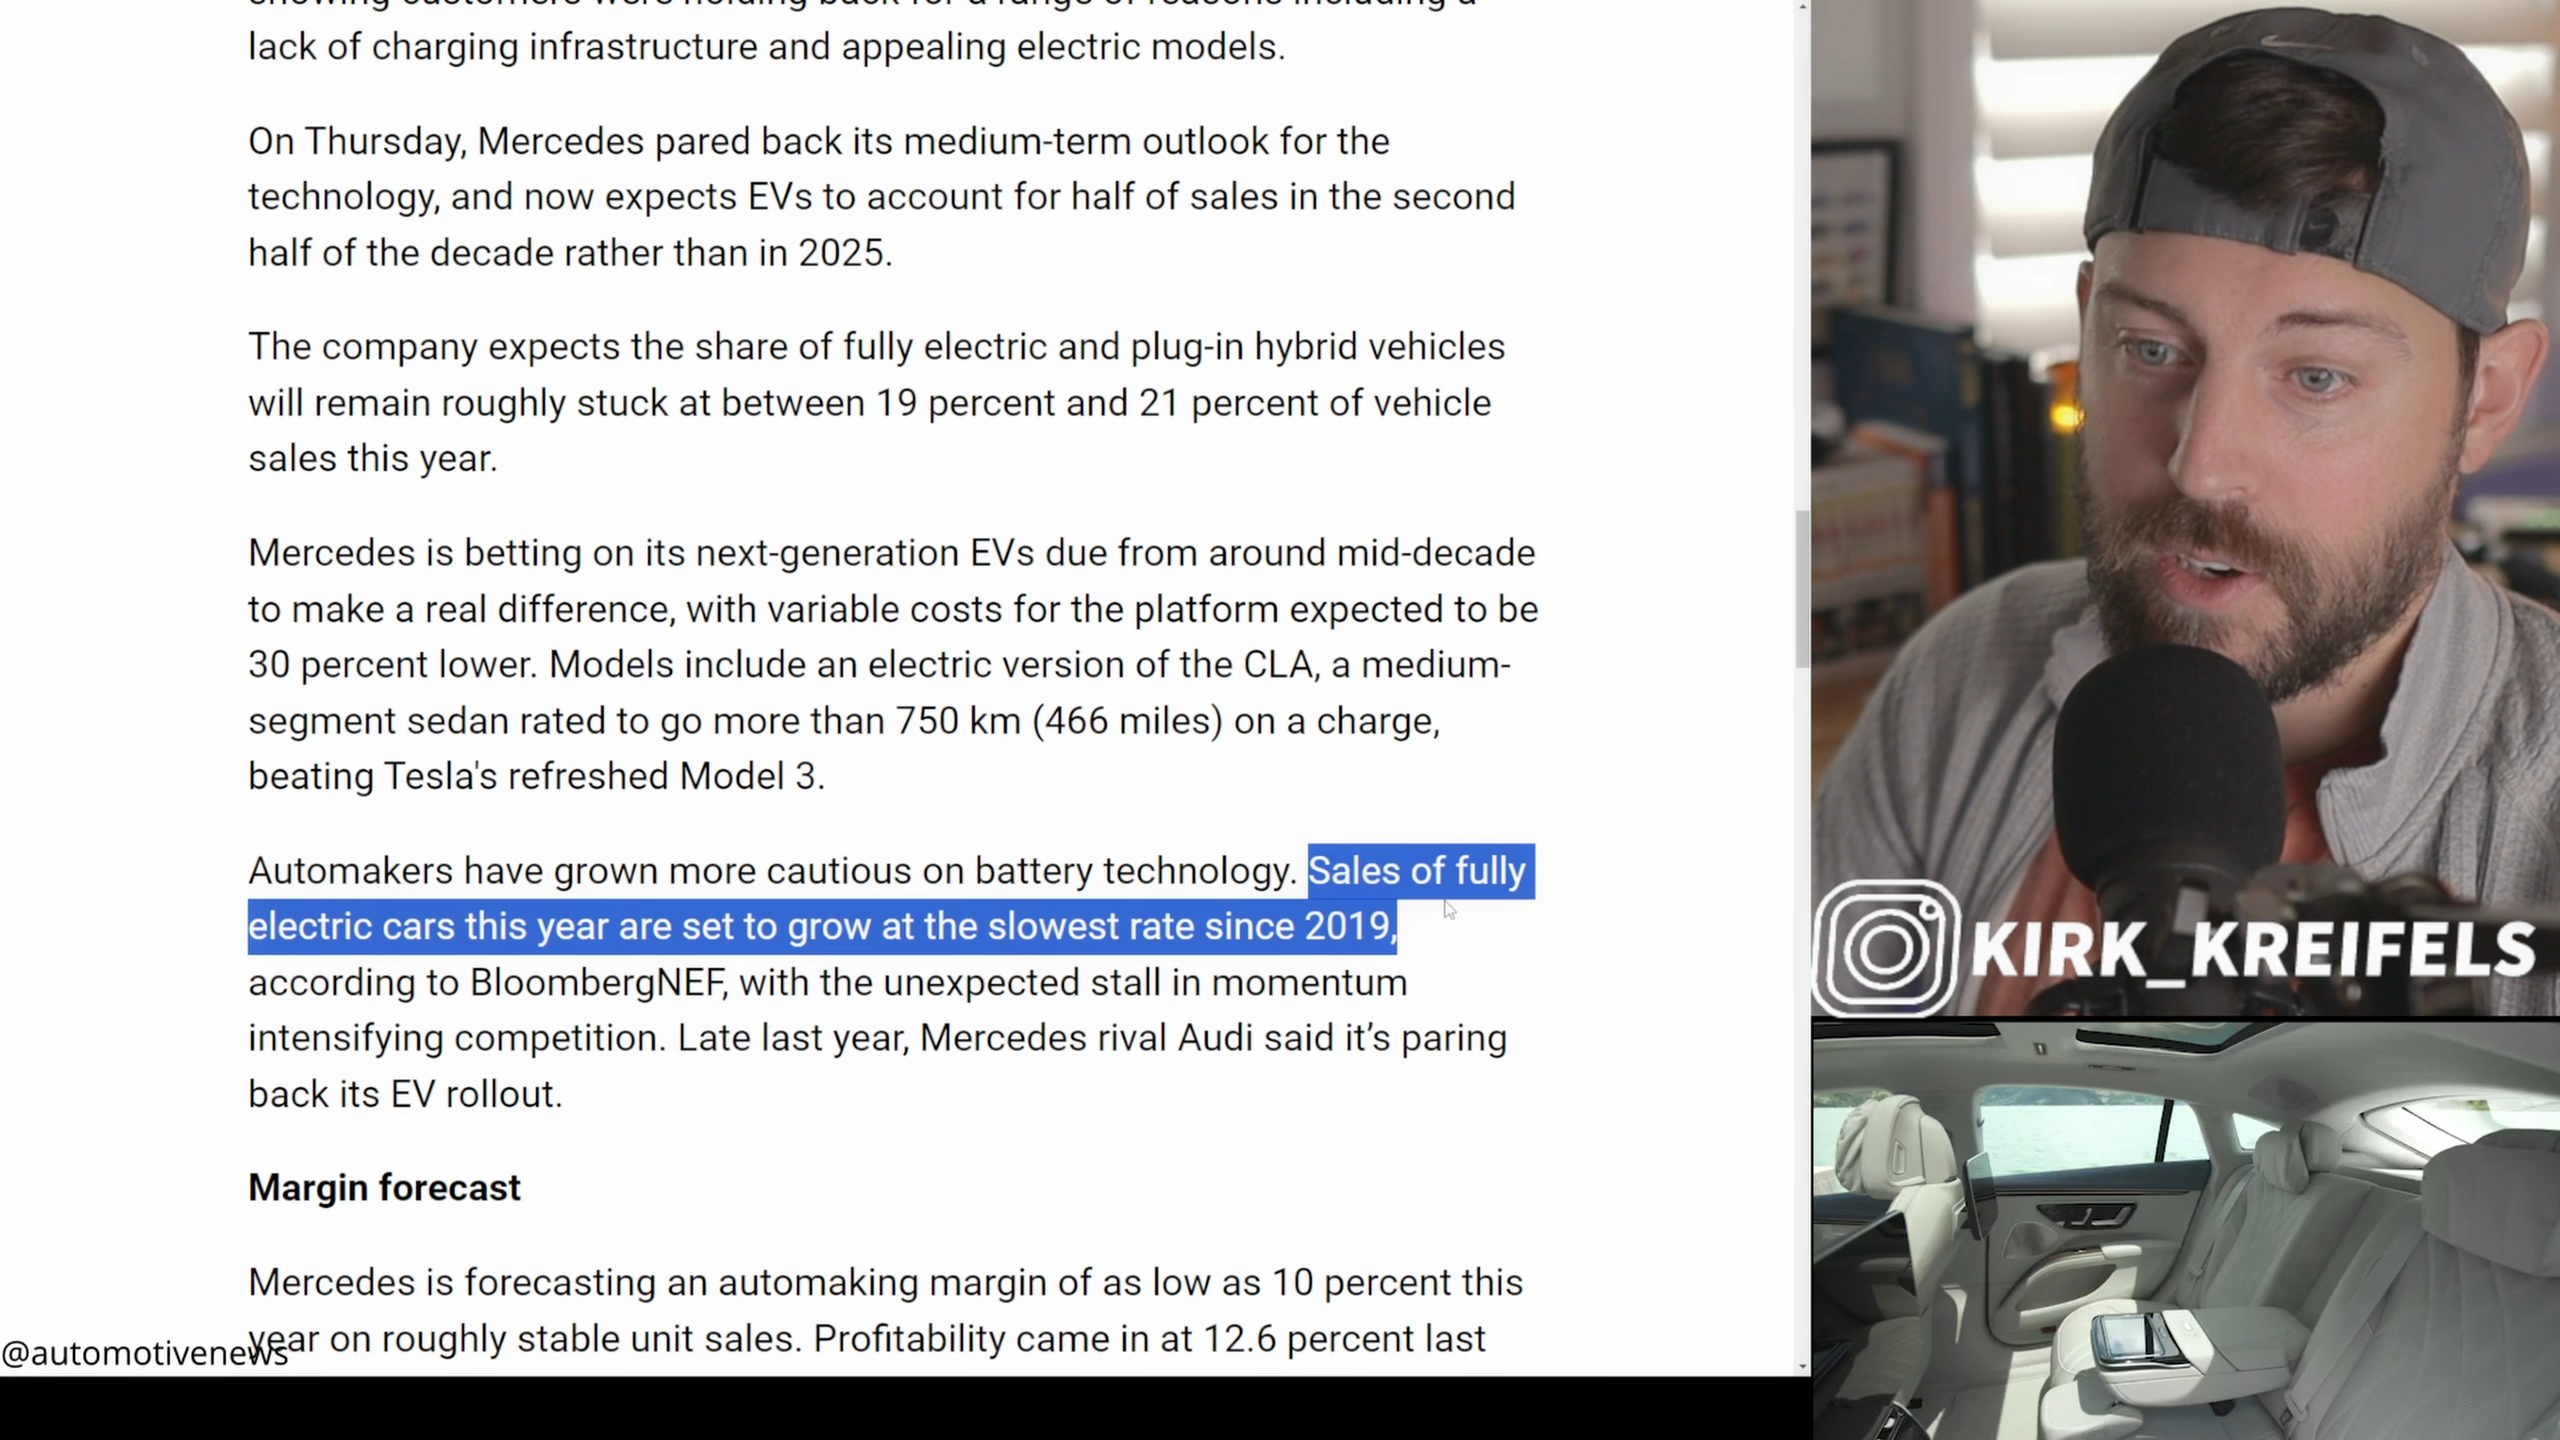 showing customers were holding back for a range of reasons including a
lack of charging infrastructure and appealing electric models.
On Thursday, Mercedes pared back its medium-term outlook for the
technology, and now expects EVs to account for half of sales in the second
half of the decade rather than in 2025.
The company expects the share of fully electric and plug-in hybrid vehicles
will remain roughly stuck at between 19 percent and 21 percent of vehicle
sales this year.
Mercedes is betting on its next-generation EVs due from around mid-decade
to make a real difference, with variable costs for the platform expected to be
30 percent lower. Models include an electric version of the CLA, a medium-
segment sedan rated to go more than 750 km (466 miles) on a charge,
beating Tesla's refreshed Model 3.
Automakers have grown more cautious on battery technology. Sales of fully
electric cars this year are set to grow at the slowest rate since 2019,
according to BloombergNEF, with the unexpected stall in momentum
intensifying competition. Late last year, Mercedes rival Audi said it’s paring
back its EV rollout.
Margin forecast
Mercedes is forecasting an automaking margin of as low as 10 percent this
year on roughly stable unit sales. Profitability came in at 12.6 percent last
@automotivenews
KIRK_KREIFELS